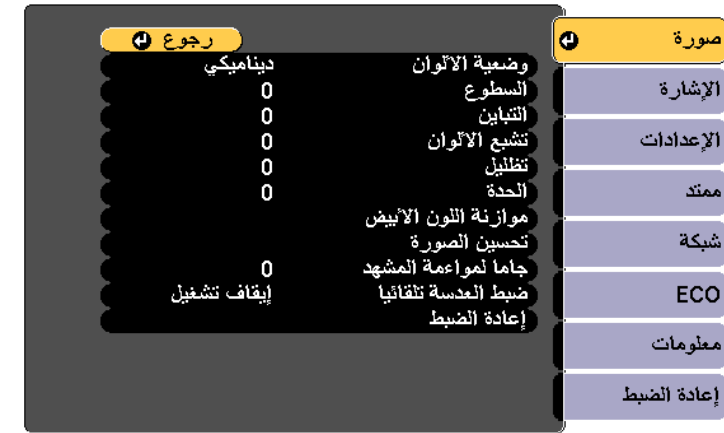 صورة
الإشارة
الإعدادات
ممتد
شبكة
ECO
معلومات
إعادة الضبط
رجوع
وضعية الألوان ديناميكي
السطوع 0
التباين 0
تشبع الألوان 0
تظليل 0
الحدة 0
موازنة اللون الأبيض
تحسين الصورة
جاما لمواءمة المشهد 0
ضبط العدسة تلقائيا إيقاف تشغيل
إعادة الضبط